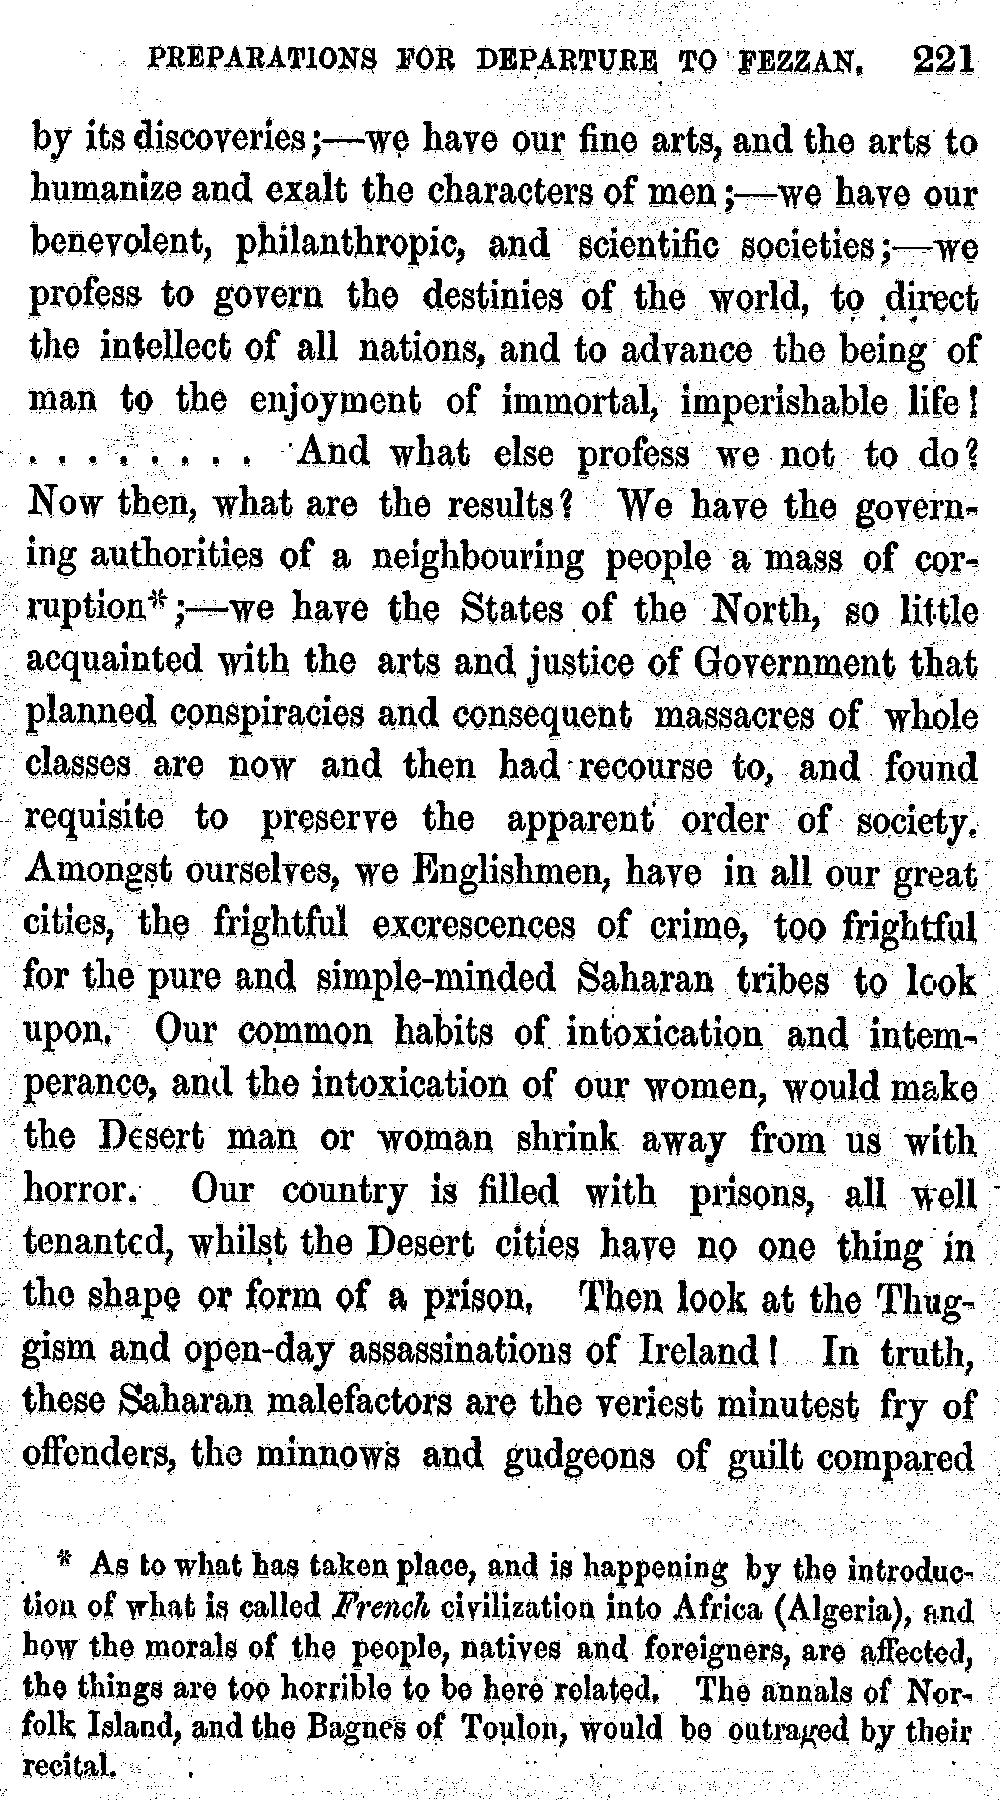 PREPARATIONS FOR DEPARTURE TO FEZZAN. 221
by its discoveries;—we have our fine arts, and the arts to
humanize and exalt the characters of men;—we have our
benevolent, philanthropic, and scientific societies;—we
profess to govern the destinies of the world, to direct
the intellect of all nations, and to advance the being of
man to the enjoyment of immortal, imperishable life!
. . . . . . . . And what else profess we not to do?
Now then, what are the results? We have the govern-
ing authorities of a neighbouring people a mass of cor-
ruption*;—we have the States of the North, so little
acquainted with the arts and justice of Government that
planned conspiracies and consequent massacres of whole
classes are now and then had recourse to, and found
requisite to preserve the apparent order of society.
Amongst ourselves, we Englishmen, have in all our great
cities, the frightful excrescences of crime, too frightful
for the pure and simple-minded Saharan tribes to look
upon. Our common habits of intoxication and intem-
perance, and the intoxication of our women, would make
the Desert man or woman shrink away from us with
horror. Our country is filled with prisons, all well
tenanted, whilst the Desert cities have no one thing in
the shape or form of a prison. Then look at the Thug-
gism and open-day assassinations of Ireland! In truth,
these Saharan malefactors are the veriest minutest fry of
offenders, the minnows and gudgeons of guilt compared
* As to what has taken place, and is happening by the introduc-
tion of what is called French civilization into Africa (Algeria), and
how the morals of the people, natives and foreigners, are affected,
the things are too horrible to be here related. The annals of Nor-
folk Island, and the Bagnes of Toulon, would be outraged by their
recital.